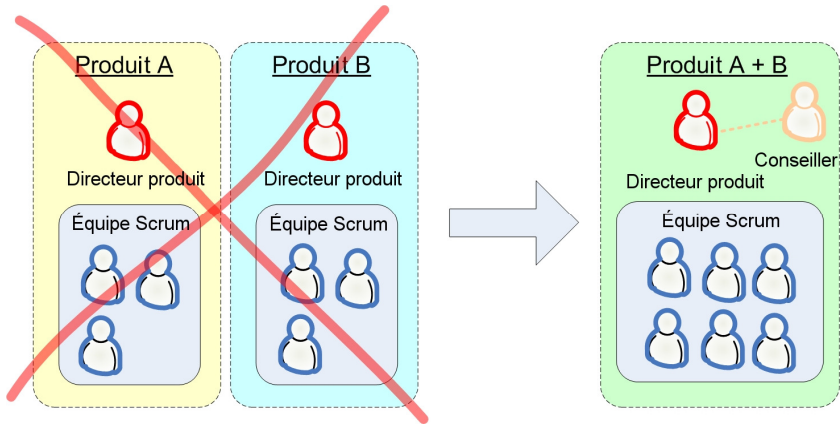 Produit A
Directeur produit
Équipe Scrum
Produit B
Directeur produit
Équipe Scrum
Produit A + B
Conseiller
Directeur produit
Équipe Scrum